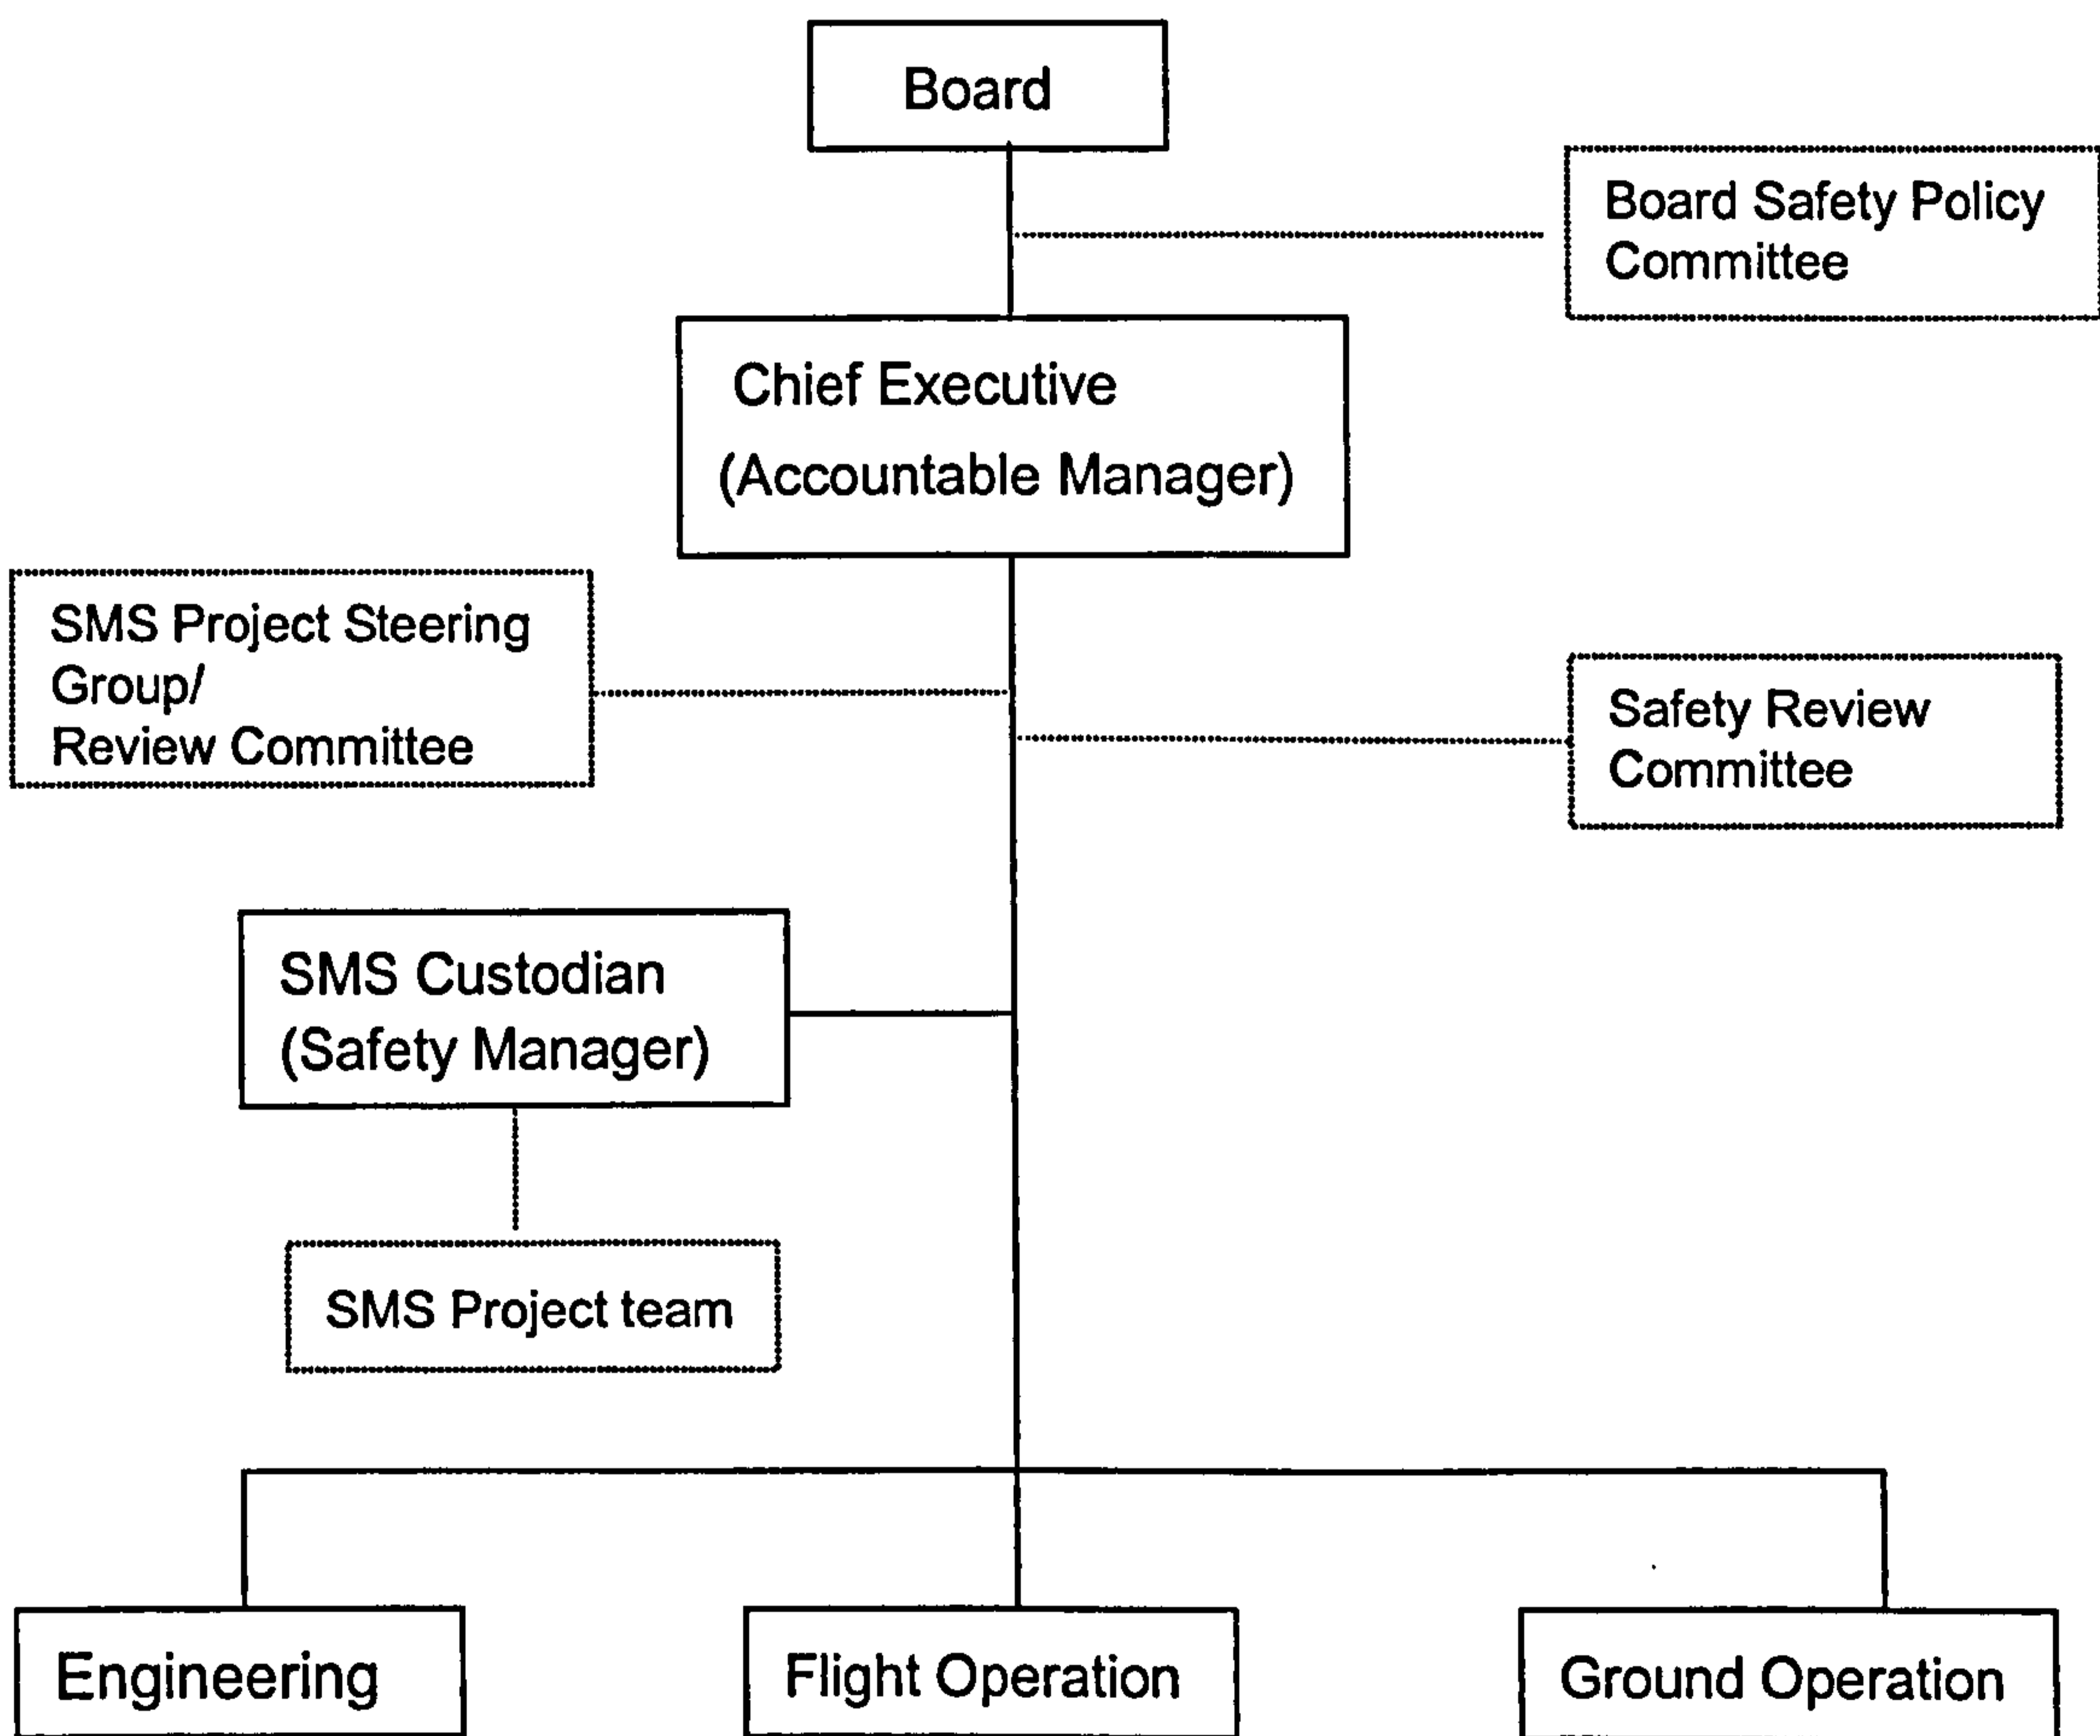 Board
Board Safety Policy
Committee
Chief Executive
(Accountable Manager)
SMS Project Steering
Group/
Review Committee
Safety Review
Committee
SMS Custodian
(Safety Manager)
SMS Project team
Engineering
Flight Operation
Ground Operation